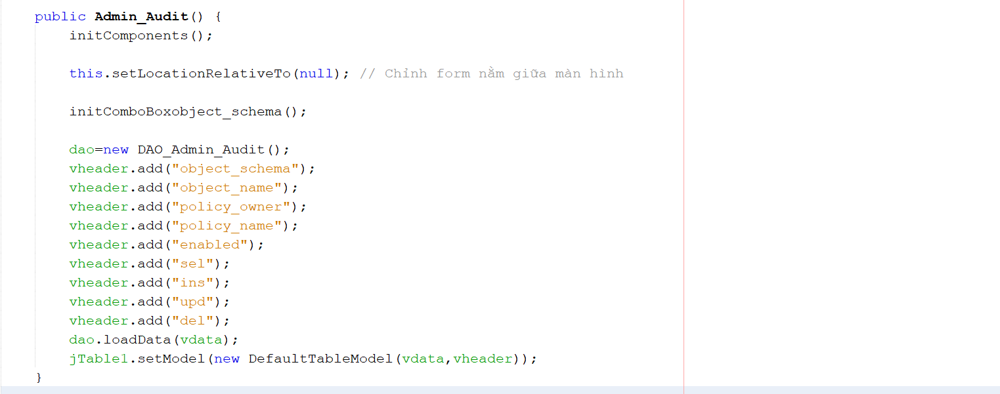 public Admin_Audit() {
initComponents();
this.setLocationRelativeTo(null); // Chỉnh form nằm giữa màn hình
initComboBoxobject_schema();
dao=new DAO_Admin_Audit();
vheader.add("object_schema");
vheader.add("object_name");
vheader.add("policy_owner");
vheader.add("policy_name");
vheader.add("enabled");
vheader.add("sel");
vheader.add("ins");
vheader.add("upd");
vheader.add("del");
dao.loadData(vdata);
jTable1.setModel(new DefaultTableModel(vdata,vheader));
}